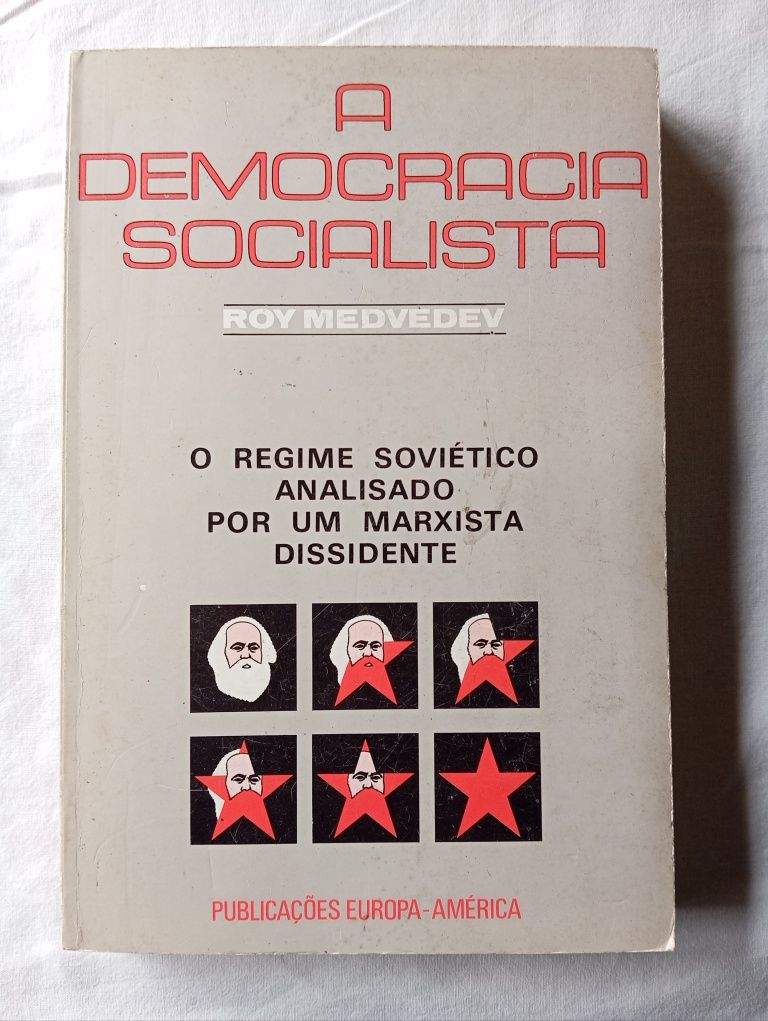 A
DEMOCRACIA
SOCIALISTA
ROY MEDVEDEV
O REGIME SOVIÉTICO
ANALISADO
POR UM MARXISTA
DISSIDENTE
PUBLICAÇÕES EUROPA-AMÉRICA